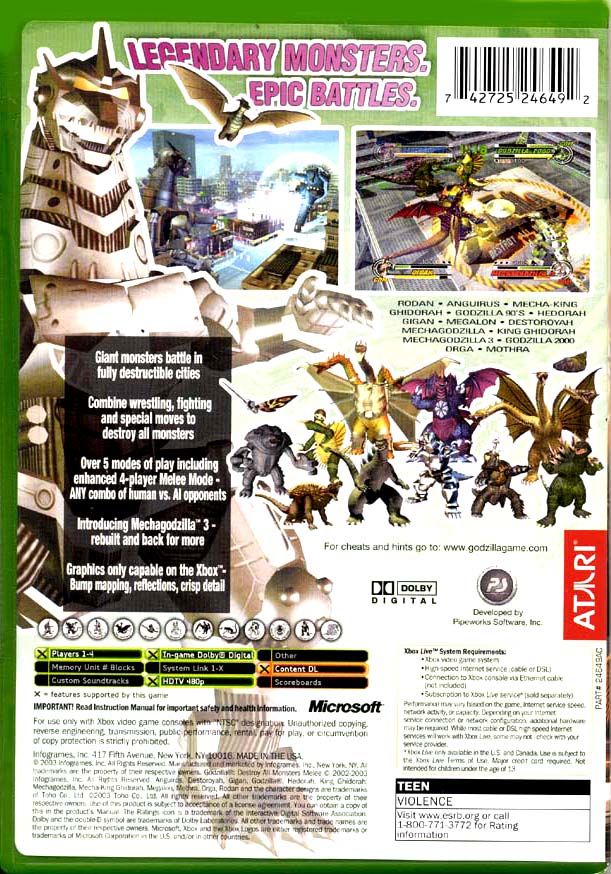 LEGENDARY MONSTERS.
EPIC BATTLES.
7 42725 24649 2
GODZILLA 2000
GIGAN
MECHAGODZILLA 3
RODAN • ANGUIRUS • MECHA-KING
GHIDORAH • GODZILLA 90'S • HEDORAH
GIGAN • MEGALON • DESTOROYAH
MECHAGODZILLA • KING GHIDORAH
MECHAGODZILLA 3 • GODZILLA 2000
ORGA • MOTHRA
Giant monsters battle in
fully destructible cities
Combine wrestling, fighting
and special moves to
destroy all monsters
Over 5 modes of play including
enhanced 4-player Melee Mode -
ANY combo of human vs. AI opponents
Introducing Mechagodzilla™ 3 -
rebuilt and back for more
Graphics only capable on the Xbox™-
Bump mapping, reflections, crisp detail
For cheats and hints go to: www.godzillagame.com
DOLBY
DIGITAL
PS
Developed by
Pipeworks Software, Inc.
ATARI®
PART# 24649AC
X Players 1-4
X In-game Dolby® Digital
Other
Memory Unit # Blocks
System Link 1-X
X Content DL
Custom Soundtracks
X HDTV 480p
Scoreboards
X = features supported by this game
IMPORTANT! Read Instruction Manual for important safety and health information.
Microsoft
For use only with Xbox video game consoles with "NTSC" designation. Unauthorized copying,
reverse engineering, transmission, public performance, rental, pay for play, or circumvention
of copy protection is strictly prohibited.
Infogrames, Inc. 417 Fifth Avenue, New York, NY 10016. MADE IN THE USA.
© 2003 Infogrames, Inc. All Rights Reserved. Manufactured and marketed by Infogrames, Inc., New York, NY. All
trademarks are the property of their respective owners. Godzilla®: Destroy All Monsters Melee © 2002-2003
Infogrames, Inc. All Rights Reserved. Anguirus, Destoroyah, Gigan, Godzilla®, Hedorah, King Ghidorah,
Mechagodzilla, Mecha-King Ghidorah, Megalon, Mothra, Orga, Rodan and the character designs are trademarks
of Toho Co., Ltd. ©2003 Toho Co., Ltd. All rights reserved. All other trademarks are the property of their
respective owners. Use of this product is subject to acceptance of a license agreement. You can obtain a copy of
this in the product's Manual. The Ratings icon is a trademark of the Interactive Digital Software Association.
Dolby and the double-D symbol are trademarks of Dolby Laboratories. All other trademarks and trade names are
the property of their respective owners. Microsoft, Xbox and the Xbox Logos are either registered trademarks or
trademarks of Microsoft Corporation in the U.S. and/or in other countries.
Xbox Live™ System Requirements:
• Xbox video game system
• High-speed Internet service (cable or DSL)
• Connection to Xbox console via Ethernet cable
(not included)
• Subscription to Xbox Live service* (sold separately)
Performance may vary based on the game, Internet service speed,
network activity, or capacity. Depending on your Internet
service connection or network configuration, additional hardware
may be required. While most cable or DSL high speed Internet
services will work with Xbox Live, some may not. check with your
service provider.
*Xbox Live only available in the U.S. and Canada. Use is subject to
the Xbox Live Terms of Use. Major credit card required. Not
intended for children under the age of 13
TEEN
VIOLENCE
Visit www.esrb.org or call
1-800-771-3772 for Rating
Information